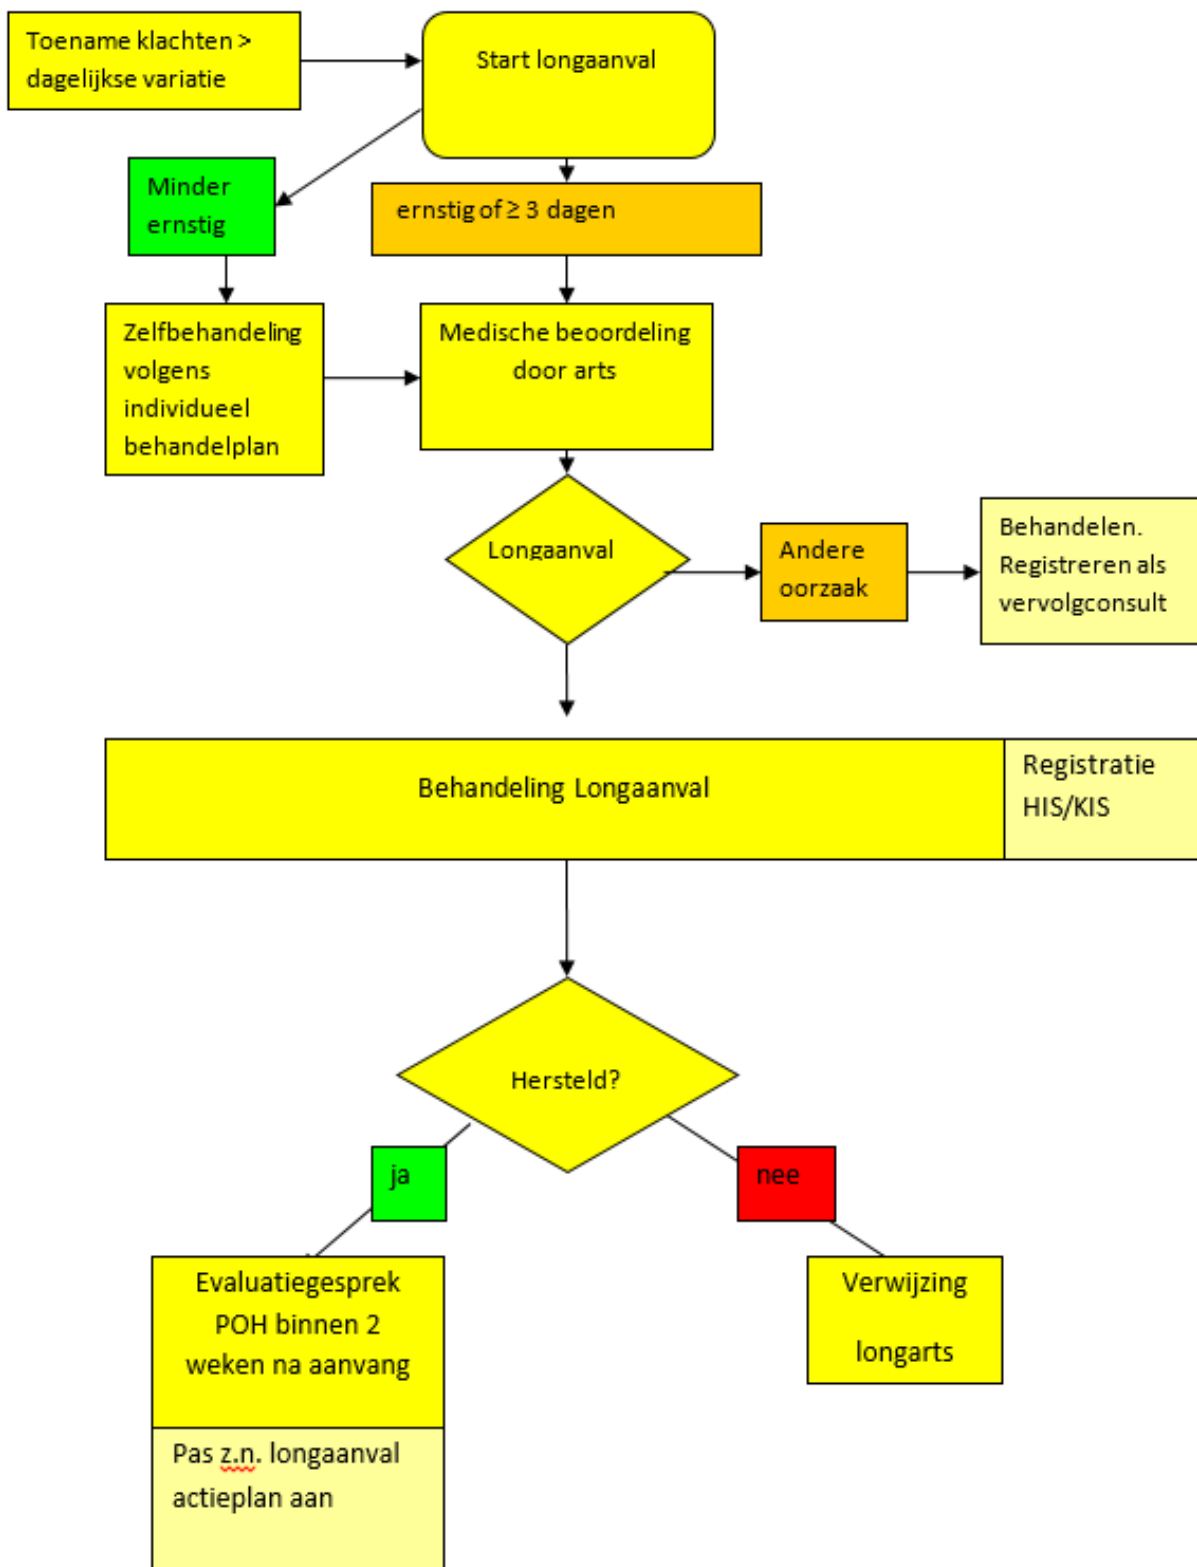 Toename klachten >
dagelijkse variatie
Start longaanval
Minder
ernstig
ernstig of ≥ 3 dagen
Zelfbehandeling
volgens
individueel
behandelplan
Medische beoordeling
door arts
Longaanval
Andere
oorzaak
Behandelen.
Registreren als
vervolgconsult
Behandeling Longaanval
Registratie
HIS/KIS
Hersteld?
ja
nee
Evaluatiegesprek
POH binnen 2
weken na aanvang
Verwijzing
longarts
Pas z.n. longaanval
actieplan aan